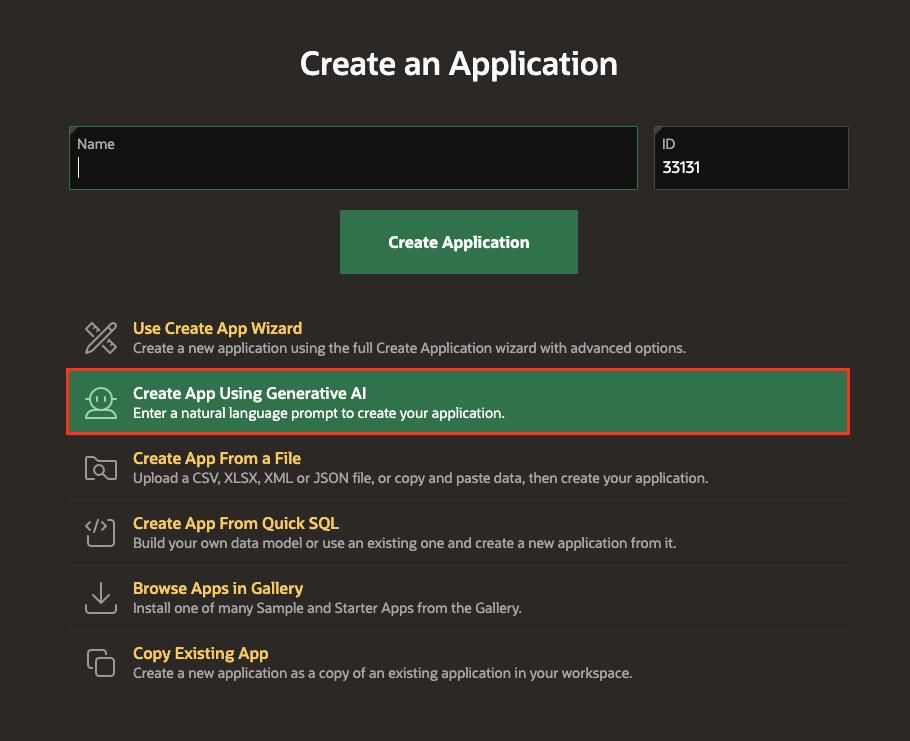 Create an Application
Name
ID
33131
Create Application
Use Create App Wizard
Create a new application using the full Create Application wizard with advanced options.
Create App Using Generative AI
Enter a natural language prompt to create your application.
Create App From a File
Upload a CSV, XLSX, XML or JSON file, or copy and paste data, then create your application.
Create App From Quick SQL
Build your own data model or use an existing one and create a new application from it.
Browse Apps in Gallery
Install one of many Sample and Starter Apps from the Gallery.
Copy Existing App
Create a new application as a copy of an existing application in your workspace.